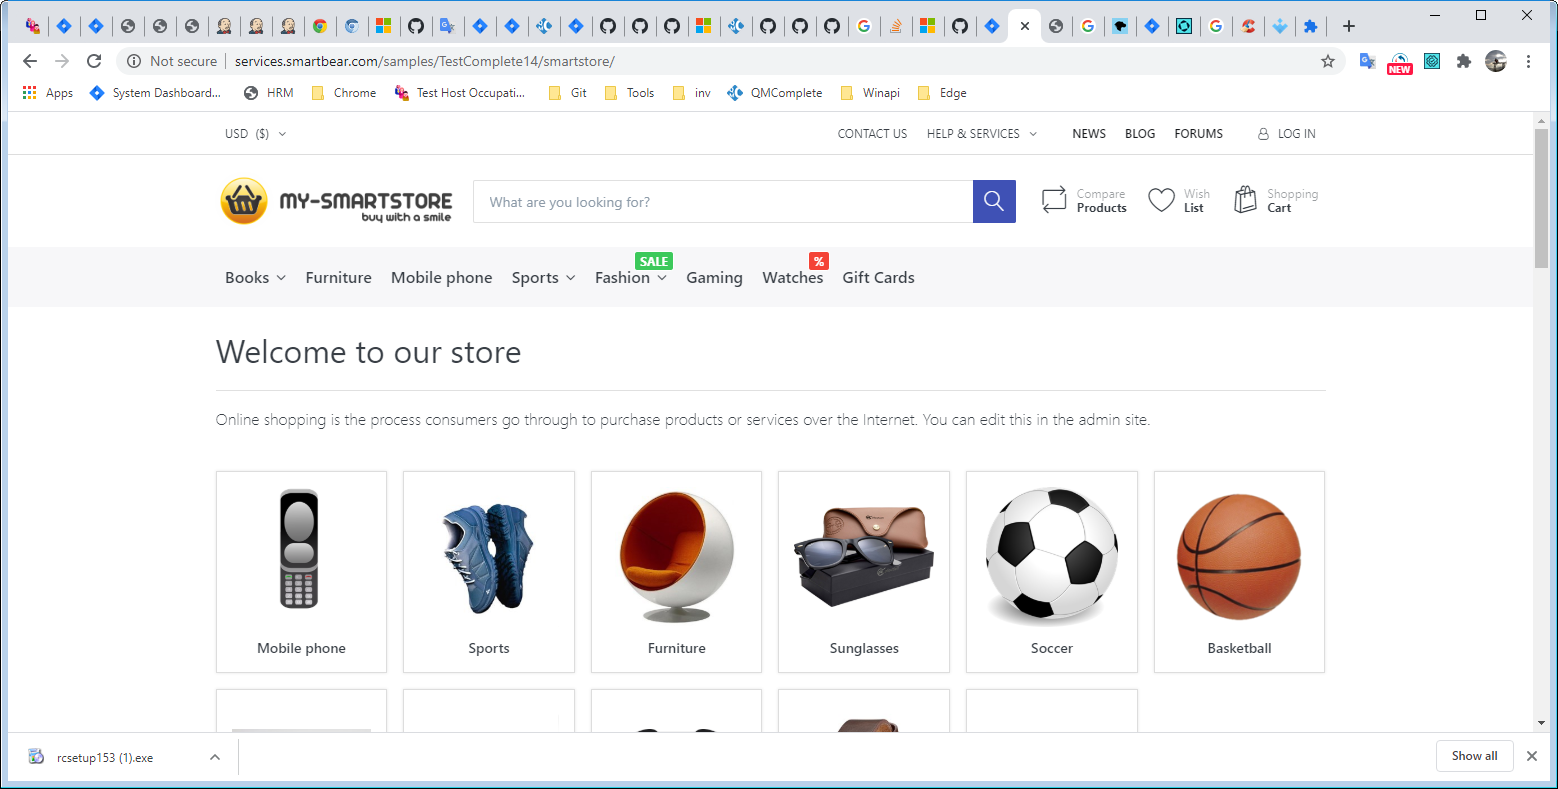 Not secure | services.smartbear.com/samples/TestComplete14/smartstore/
NEW
Apps System Dashboard... HRM Chrome Test Host Occupati... Git Tools inv QMComplete Winapi Edge
USD ($) CONTACT US HELP & SERVICES NEWS BLOG FORUMS LOG IN
MY-SMARTSTORE
buy with a smile
What are you looking for?
Compare
Products
Wish
List
Shopping
Cart
SALE %
Books Furniture Mobile phone Sports Fashion Gaming Watches Gift Cards
Welcome to our store
Online shopping is the process consumers go through to purchase products or services over the Internet. You can edit this in the admin site.
Mobile phone Sports Furniture Sunglasses Soccer Basketball
rcsetup153 (1).exe Show all